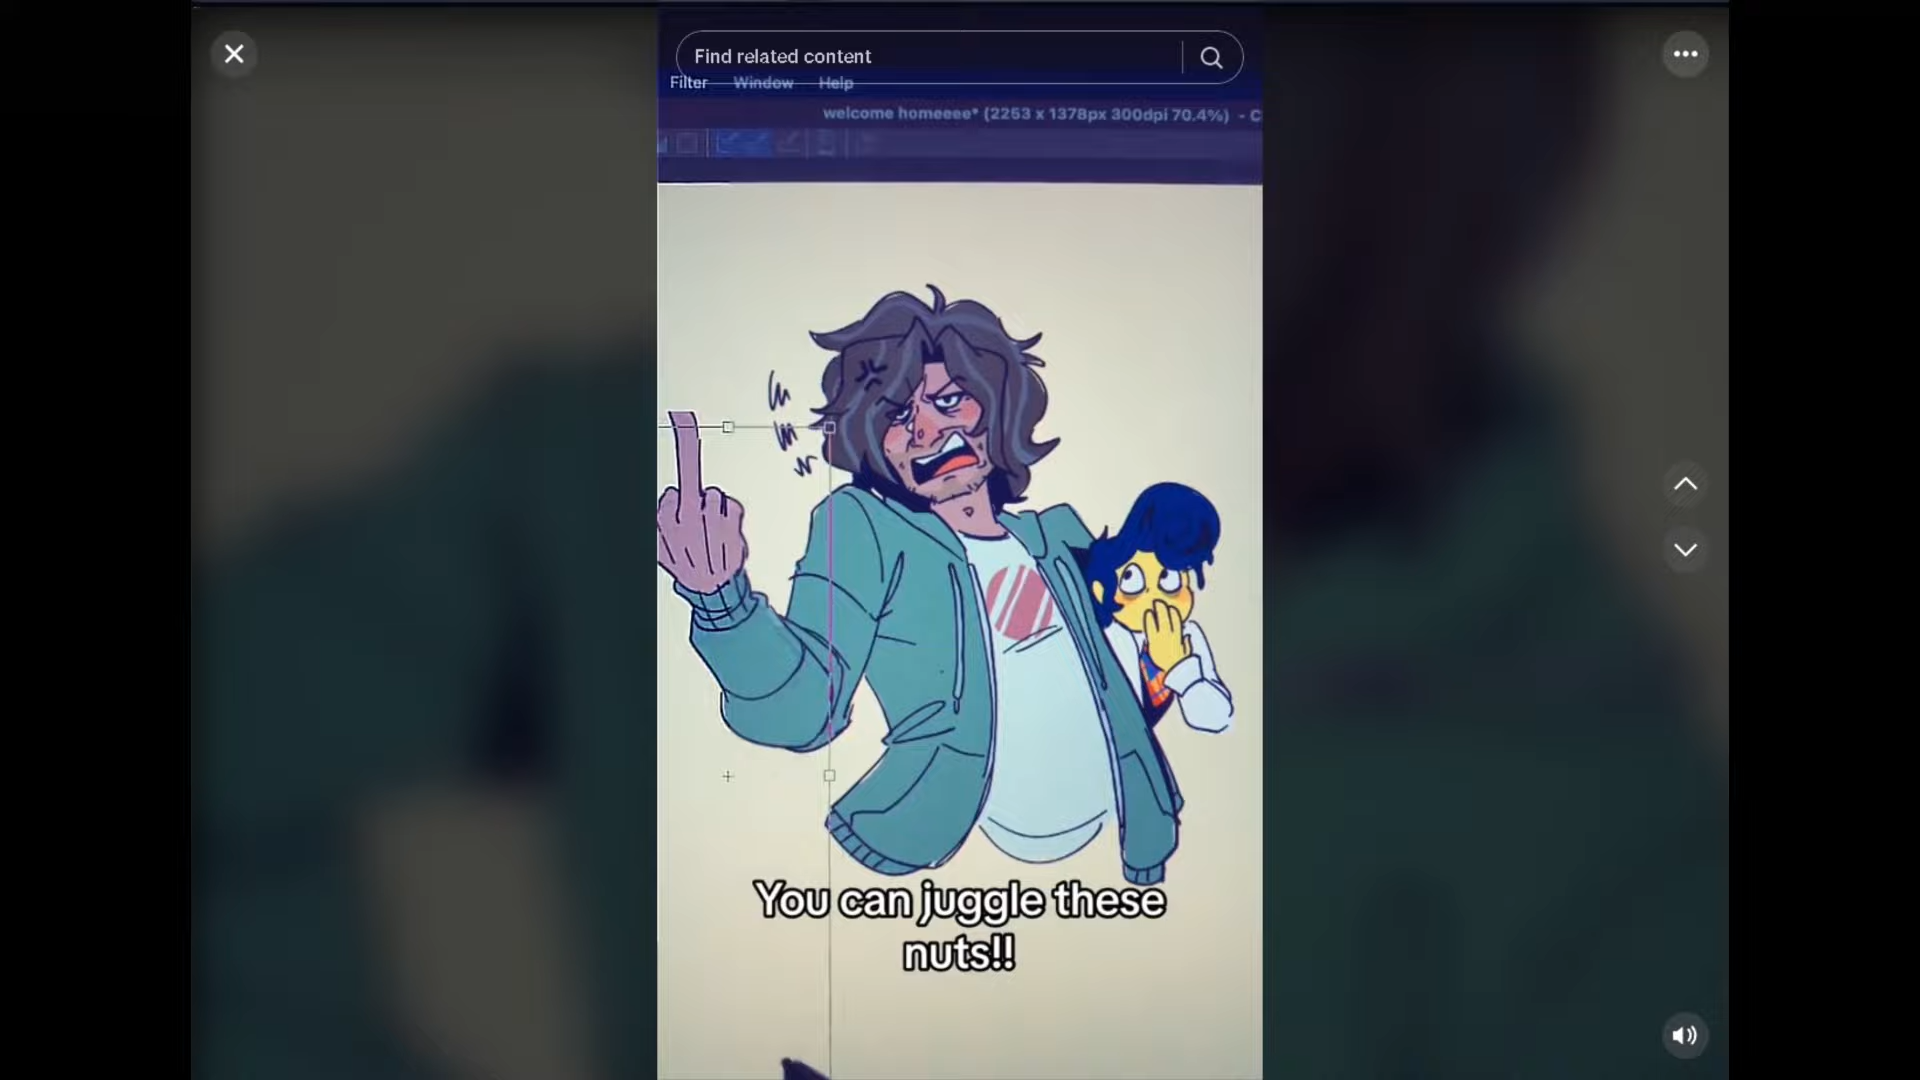 Find related content
Filter Window Help
welcome homeeee* (2253 x 1378px 300dpi 70.4%) - C
You can juggle these
nuts!!